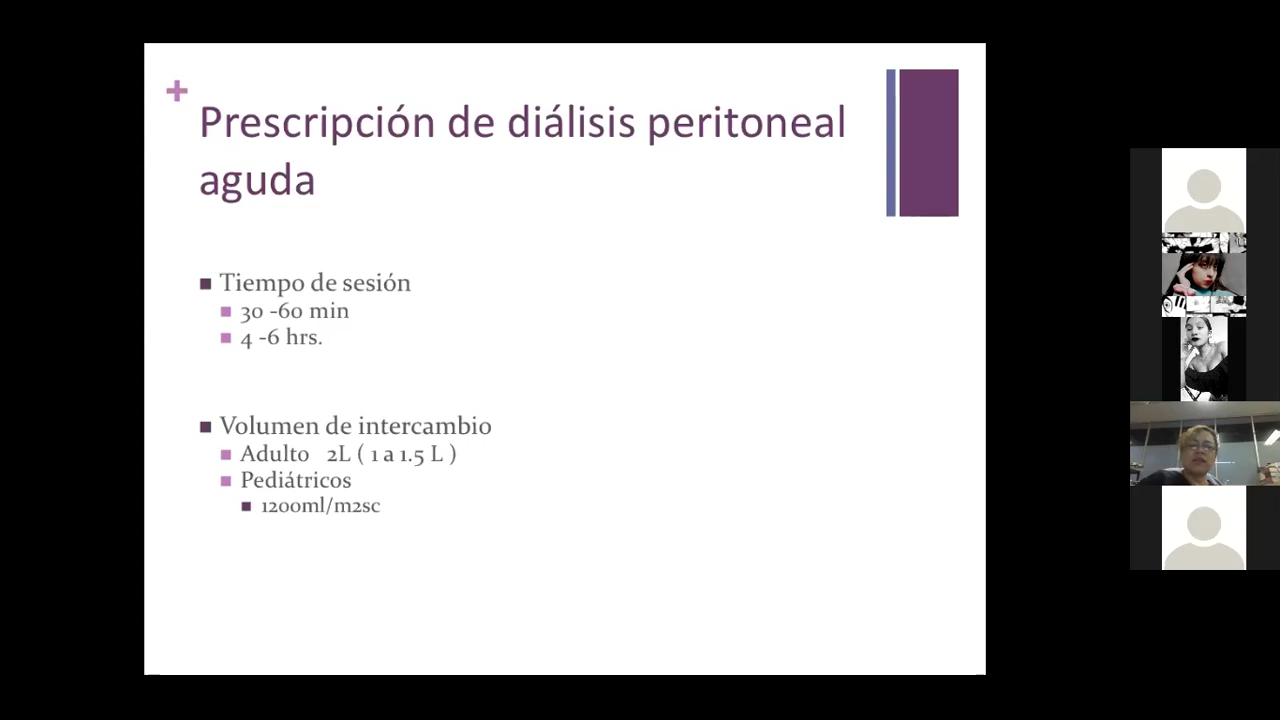 +
Prescripción de diálisis peritoneal
aguda
Tiempo de sesión
30 -60 min
4 -6 hrs.
Volumen de intercambio
Adulto 2L ( 1 a 1.5 L )
Pediátricos
1200ml/m2sc